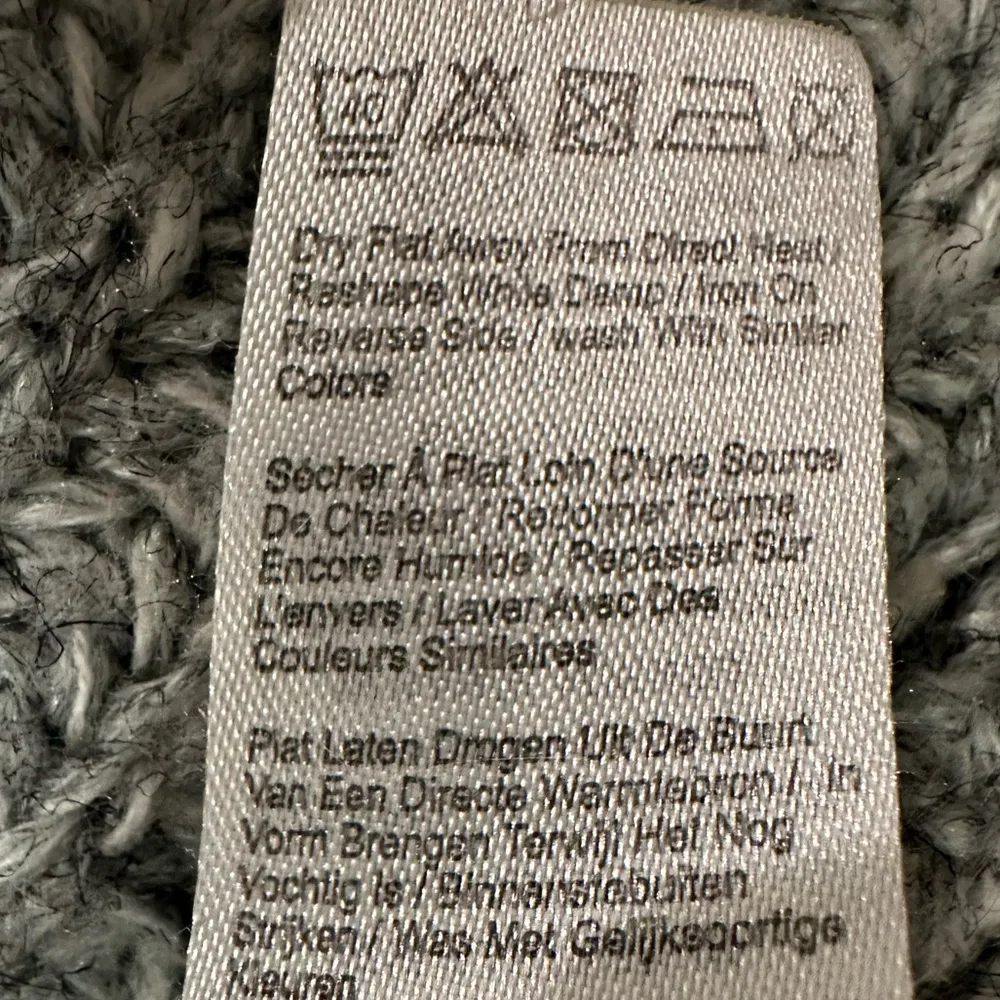 40
Dry Flat Away From Direct Heat
Reshape While Damp / Iron On
Reverse Side / wash With Similar
Colors
Sécher À Plat Loin D'une Source
De Chaleur / Redonner Forme
Encore Humide / Repasser Sur
L'envers / Laver Avec Des
Couleurs Similaires
Plat Laten Drogen Uit De Buurt
Van Een Directe Warmtebron / In
Vorm Brengen Terwijl Het Nog
Vochtig Is / Binnenstebuiten
Strijken / Was Met Gelijksoortige
Kleuren